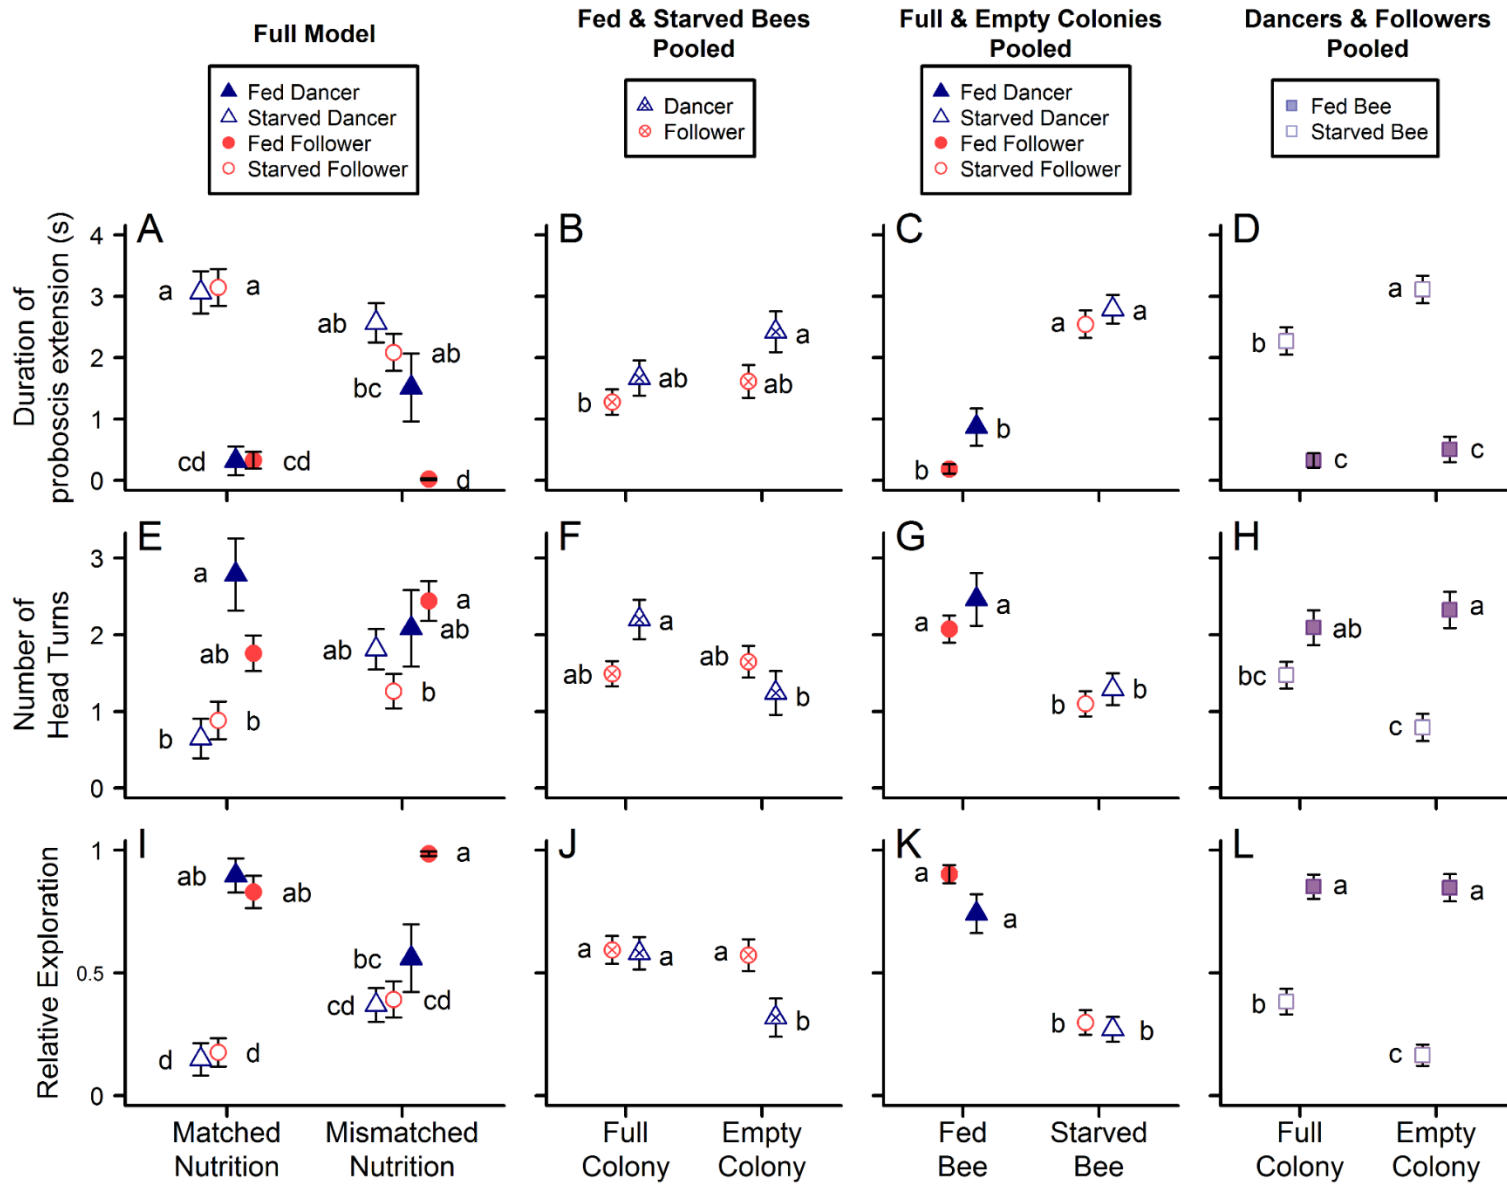 Full Model
Fed & Starved Bees
Pooled
Full & Empty Colonies
Pooled
Dancers & Followers
Pooled
Fed Dancer
Starved Dancer
Fed Follower
Starved Follower
Dancer
Follower
Fed Dancer
Starved Dancer
Fed Follower
Starved Follower
Fed Bee
Starved Bee
Duration of
proboscis extension (s)
4
3
2
1
0
A
a
a
ab
ab
bc
cd
cd
d
B
b
ab
a
ab
C
b
b
a
a
D
b
c
a
c
Number of
Head Turns
3
2
1
0
E
a
ab
b
b
ab
b
ab
a
F
ab
a
ab
b
G
a
a
b
b
H
ab
bc
a
c
Relative Exploration
1
0.5
0
I
ab
ab
d
d
a
bc
cd
cd
J
a
a
a
b
K
a
a
b
b
L
a
b
a
c
Matched
Nutrition
Mismatched
Nutrition
Full
Colony
Empty
Colony
Fed
Bee
Starved
Bee
Full
Colony
Empty
Colony